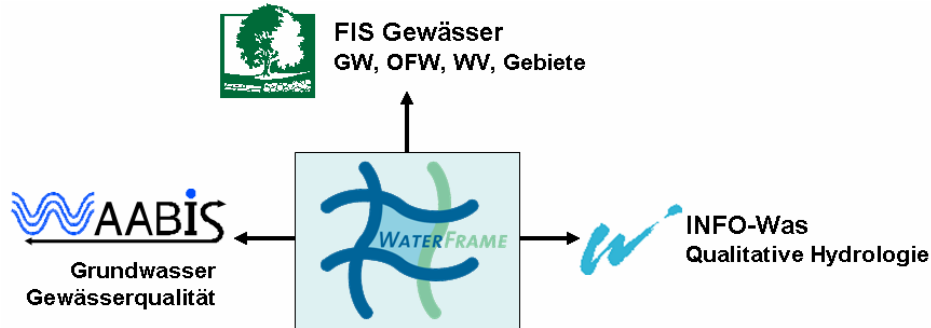 FIS Gewässer
GW, OFW, WV, Gebiete
WAABIS
Grundwasser
Gewässerqualität
WATERFRAME
INFO-Was
Qualitative Hydrologie